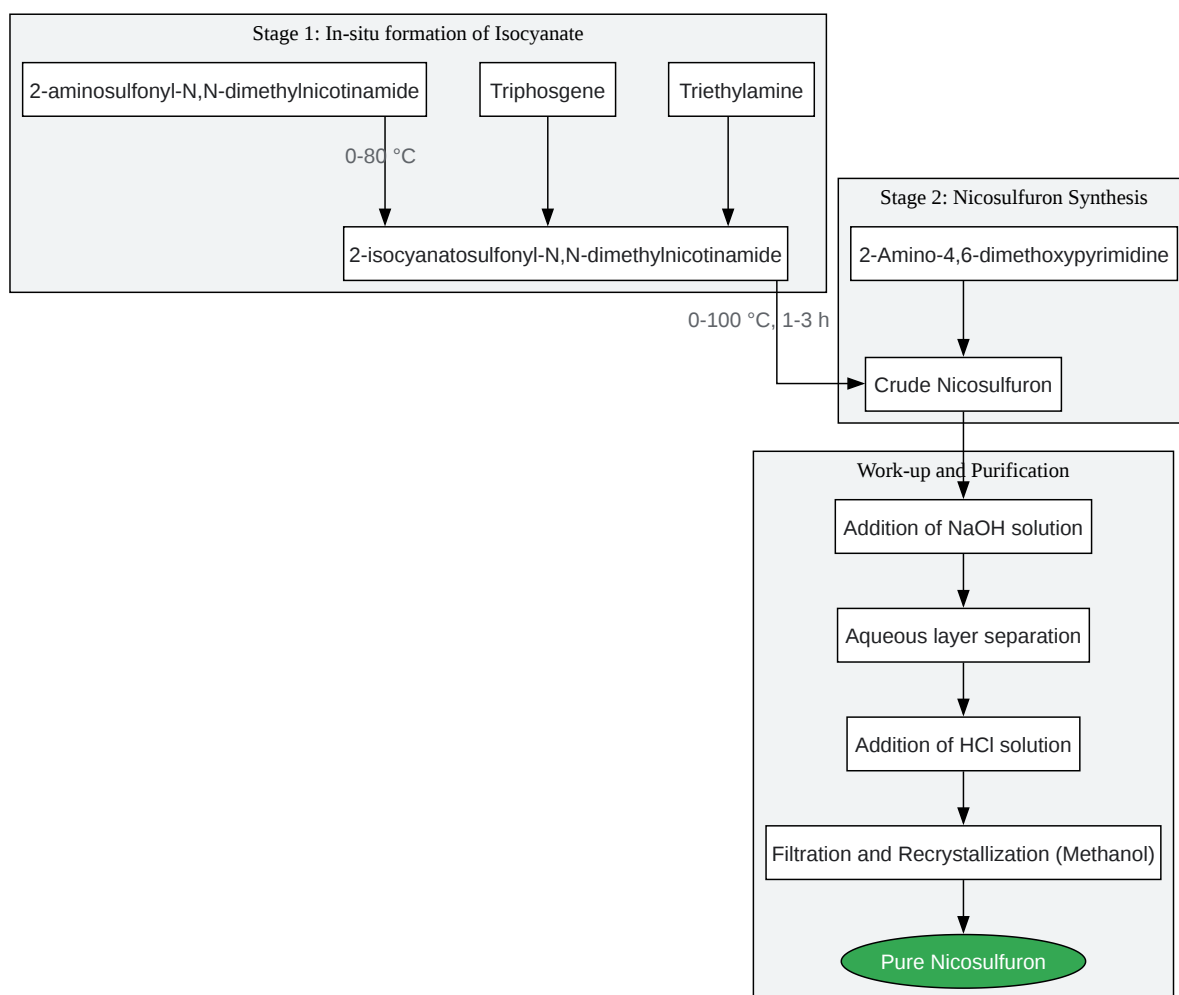 Stage 1: In-situ formation of Isocyanate
2-aminosulfonyl-N,N-dimethylnicotinamide
Triphosgene
Triethylamine
0-80 °C
2-isocyanatosulfonyl-N,N-dimethylnicotinamide
Stage 2: Nicosulfuron Synthesis
2-Amino-4,6-dimethoxypyrimidine
0-100 °C, 1-3 h
Crude Nicosulfuron
Work-up and Purification
Addition of NaOH solution
Aqueous layer separation
Addition of HCl solution
Filtration and Recrystallization (Methanol)
Pure Nicosulfuron